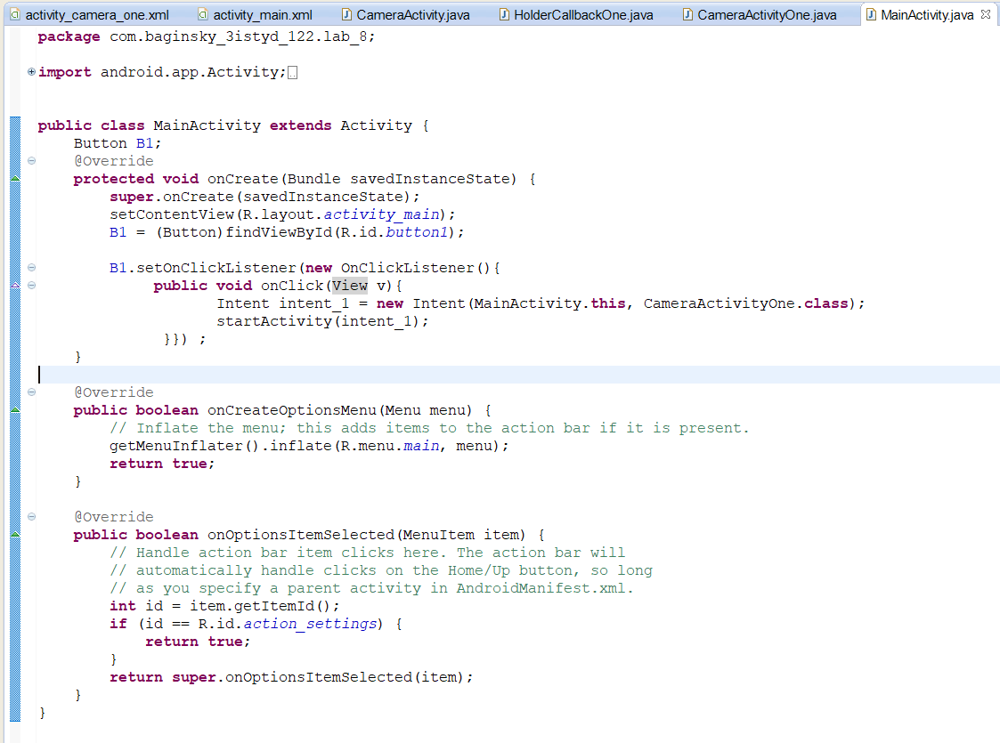 activity_camera_one.xml activity_main.xml CameraActivity.java HolderCallbackOne.java CameraActivityOne.java MainActivity.java
package com.baginsky_3istyd_122.lab_8;
import android.app.Activity;
public class MainActivity extends Activity {
Button B1;
@Override
protected void onCreate(Bundle savedInstanceState) {
super.onCreate(savedInstanceState);
setContentView(R.layout.activity_main);
B1 = (Button)findViewById(R.id.button1);
B1.setOnClickListener(new OnClickListener(){
public void onClick(View v){
Intent intent_1 = new Intent(MainActivity.this, CameraActivityOne.class);
startActivity(intent_1);
}}) ;
}
@Override
public boolean onCreateOptionsMenu(Menu menu) {
// Inflate the menu; this adds items to the action bar if it is present.
getMenuInflater().inflate(R.menu.main, menu);
return true;
}
@Override
public boolean onOptionsItemSelected(MenuItem item) {
// Handle action bar item clicks here. The action bar will
// automatically handle clicks on the Home/Up button, so long
// as you specify a parent activity in AndroidManifest.xml.
int id = item.getItemId();
if (id == R.id.action_settings) {
return true;
}
return super.onOptionsItemSelected(item);
}
}